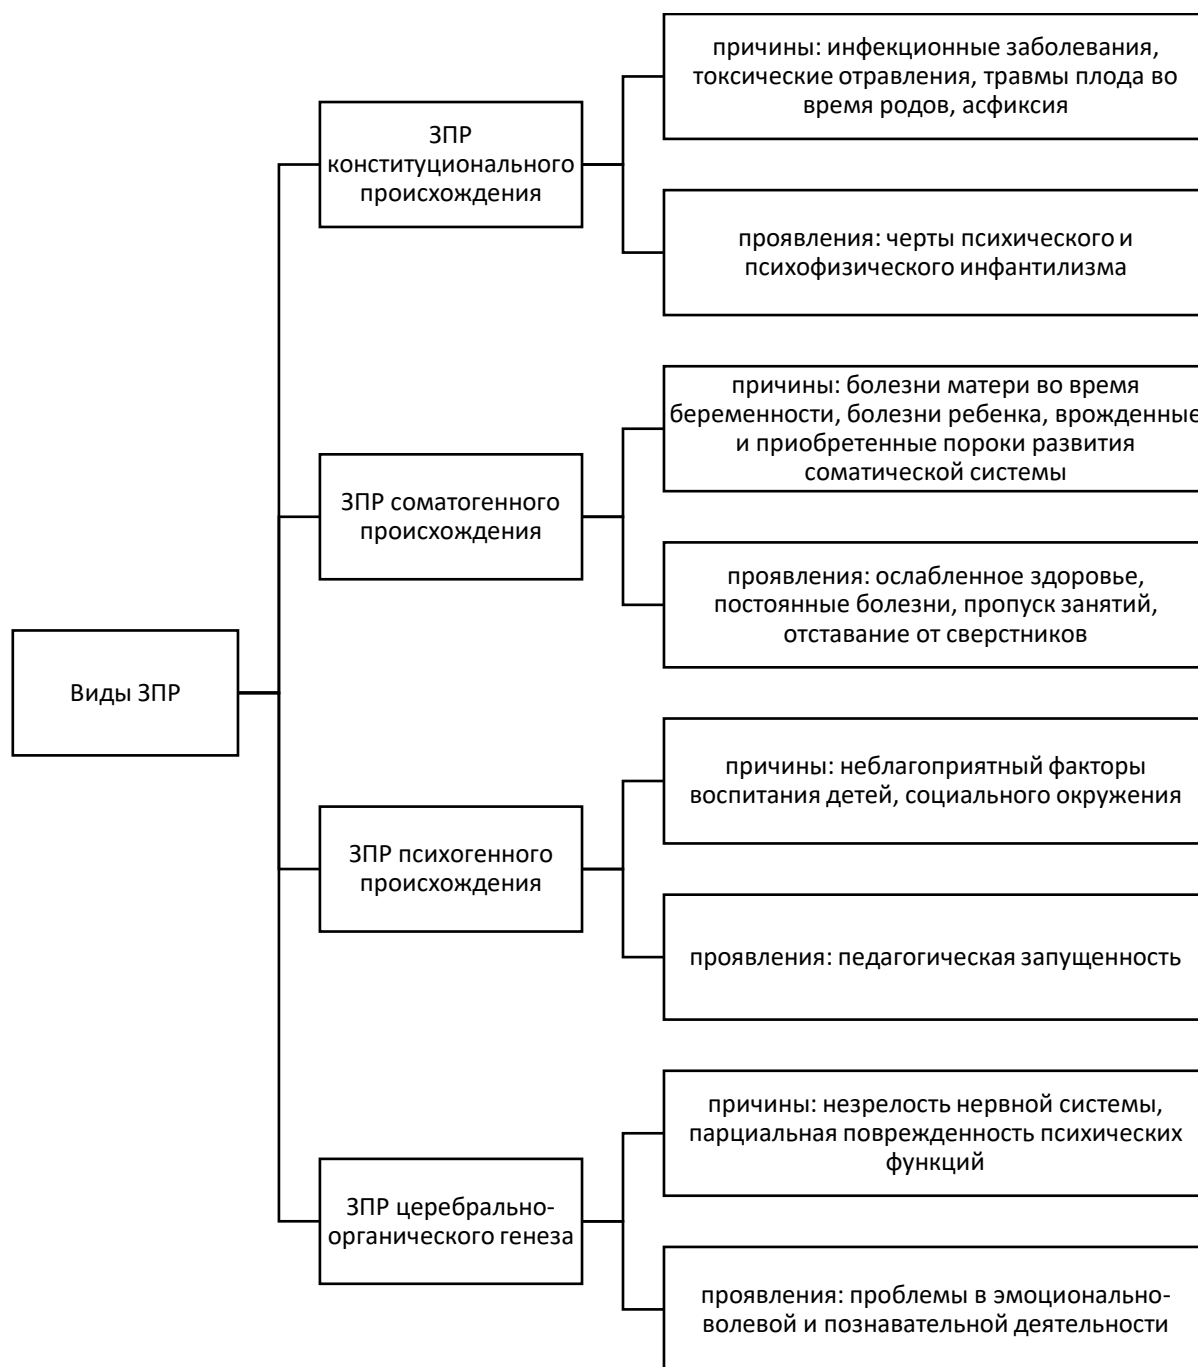 Виды ЗПР
ЗПР
конституционального
происхождения
причины: инфекционные заболевания,
токсические отравления, травмы плода во
время родов, асфиксия
проявления: черты психического и
психофизического инфантилизма
ЗПР соматогенного
происхождения
причины: болезни матери во время
беременности, болезни ребенка, врожденные
и приобретенные пороки развития
соматической системы
проявления: ослабленное здоровье,
постоянные болезни, пропуск занятий,
отставание от сверстников
ЗПР психогенного
происхождения
причины: неблагоприятный факторы
воспитания детей, социального окружения
проявления: педагогическая запущенность
ЗПР церебрально-
органического генеза
причины: незрелость нервной системы,
парциальная поврежденность психических
функций
проявления: проблемы в эмоционально-
волевой и познавательной деятельности